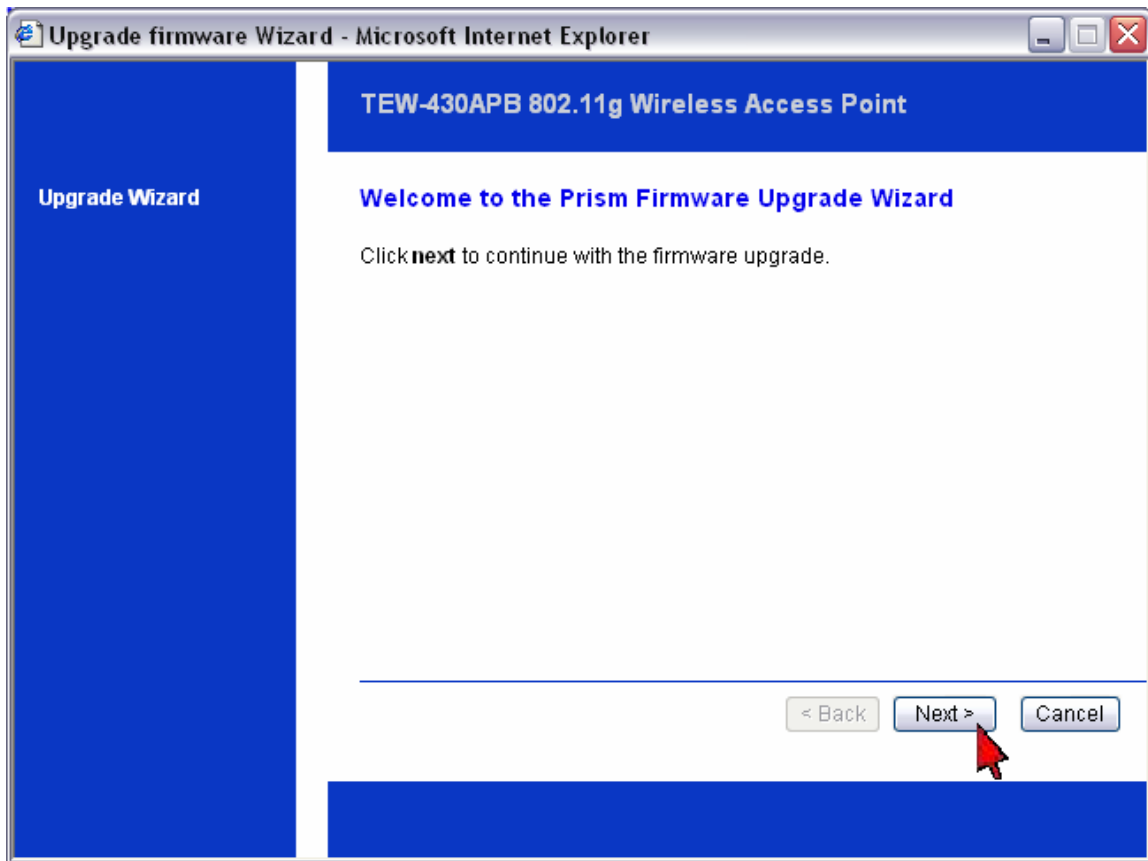 Upgrade firmware Wizard - Microsoft Internet Explorer
TEW-430APB 802.11g Wireless Access Point
Upgrade Wizard
Welcome to the Prism Firmware Upgrade Wizard
Click next to continue with the firmware upgrade.
< Back Next > Cancel